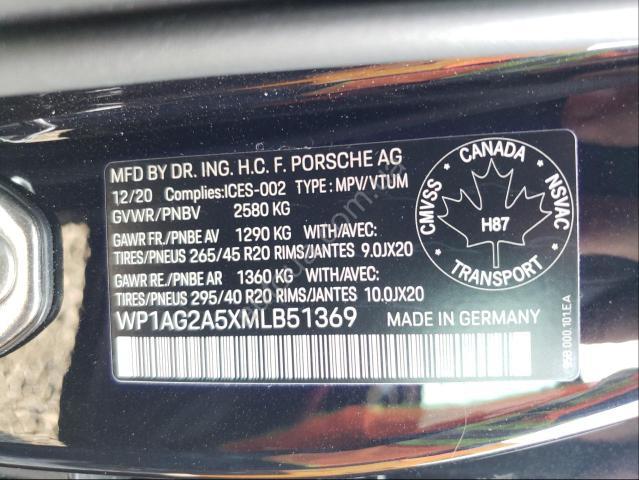 MFD BY DR. ING. H.C. F. PORSCHE AG
12/20 Complies:ICES-002 TYPE: MPV/VTUM
GVWR/PNBV 2580 KG
GAWR FR./PNBE AV 1290 KG WITH/AVEC:
TIRES/PNEUS 265/45 R20 RIMS/JANTES 9.0JX20
GAWR RE./PNBE AR 1360 KG WITH/AVEC:
TIRES/PNEUS 295/40 R20 RIMS/JANTES 10.0JX20
WP1AG2A5XMLB51369 MADE IN GERMANY
CANADA
CMVSS
NSVAC
H87
TRANSPORT